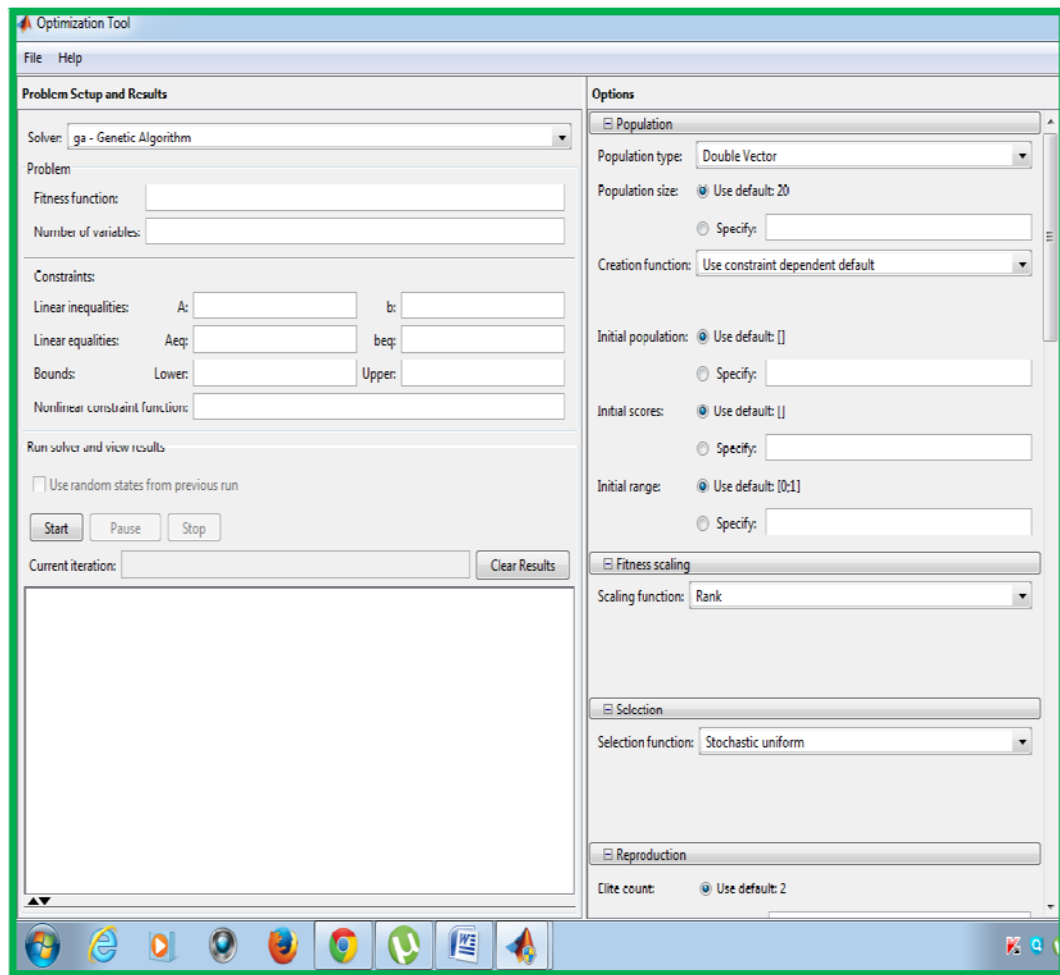 Optimization Tool
File Help
Problem Setup and Results
Solver: ga - Genetic Algorithm
Problem
Fitness function:
Number of variables:
Constraints:
Linear inequalities: A: b:
Linear equalities: Aeq: beq:
Bounds: Lower: Upper:
Nonlinear constraint function:
Run solver and view results
Use random states from previous run
Start Pause Stop
Current iteration: Clear Results
Options
Population
Population type: Double Vector
Population size: Use default: 20
Specify:
Creation function: Use constraint dependent default
Initial population: Use default: []
Specify:
Initial scores: Use default: []
Specify:
Initial range: Use default: [0;1]
Specify:
Fitness scaling
Scaling function: Rank
Selection
Selection function: Stochastic uniform
Reproduction
Elite count: Use default: 2